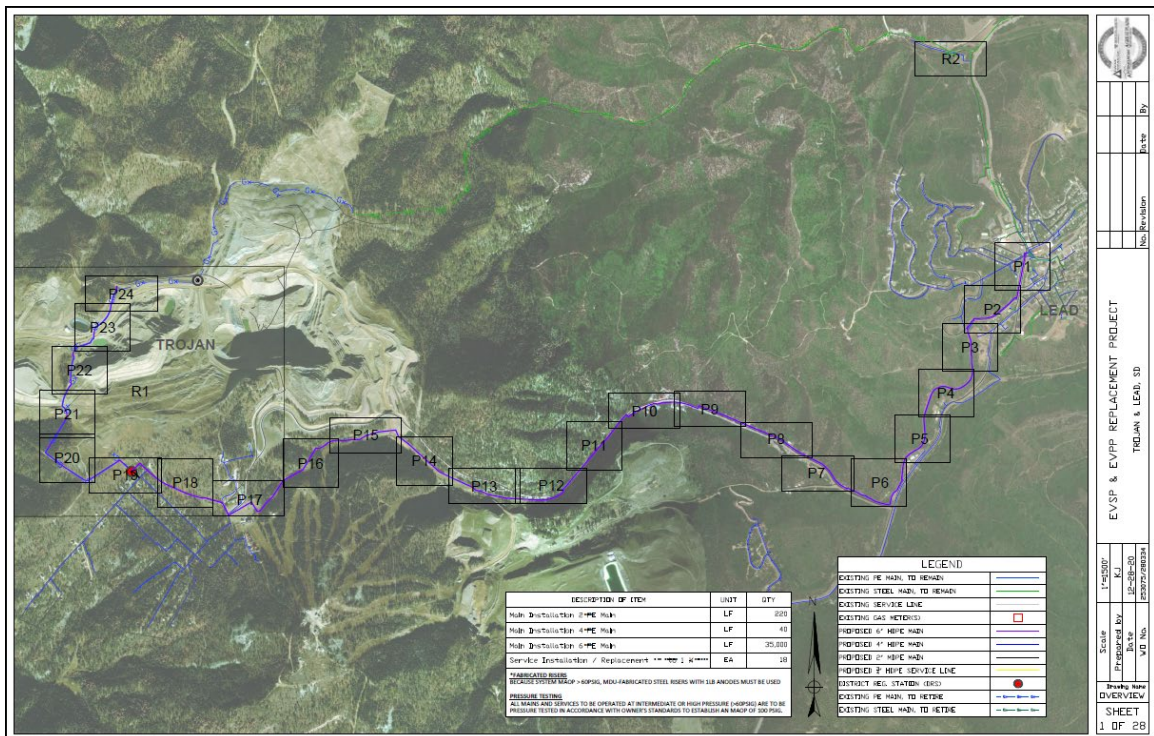 R2
P1
P2
LEAD
P3
P4
P5
P6
P7
P8
P9
P10
P11
P12
P13
P14
P15
P16
P17
P18
P19
P20
P21
P22
P23
P24
TROJAN
R1
DESCRIPTION OF ITEM UNIT QTY
Main Installation 2" PE Main LF 220
Main Installation 4" PE Main LF 40
Main Installation 6" PE Main LF 35,000
Service Installation / Replacement EA 18
*FABRICATED RISERS
BECAUSE SYSTEM MAOP > 60PSIG, MDU-FABRICATED STEEL RISERS WITH 1LB ANODES MUST BE USED
PRESSURE TESTING
ALL MAINS AND SERVICES TO BE OPERATED AT INTERMEDIATE OR HIGH PRESSURE (>60PSIG) ARE TO BE
PRESSURE TESTED IN ACCORDANCE WITH OWNER'S STANDARDS TO ESTABLISH AN MAOP OF 100 PSIG.
N
LEGEND
EXISTING PE MAIN, TO REMAIN
EXISTING STEEL MAIN, TO REMAIN
EXISTING SERVICE LINE
EXISTING GAS METER(S)
PROPOSED 6" HDPE MAIN
PROPOSED 4" HDPE MAIN
PROPOSED 2" HDPE MAIN
PROPOSED HDPE SERVICE LINE
DISTRICT REG. STATION (DRS)
EXISTING PE MAIN, TO RETIRE
EXISTING STEEL MAIN, TO RETIRE
No. Revision Date By
EVSP & EVPP REPLACEMENT PROJECT
TROJAN & LEAD, SD
Scale 1"=1500'
Prepared by KJ
Date 12-28-20
WO No. 253075/280334
Drawing Name
OVERVIEW
SHEET
1 OF 28